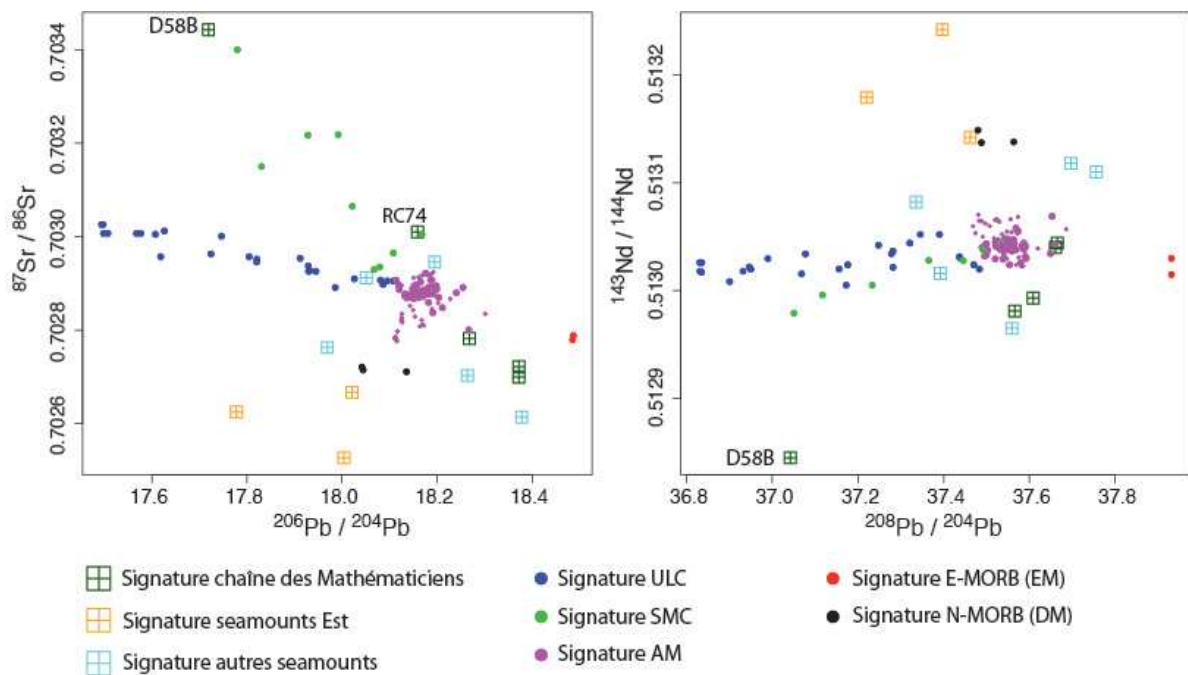 D58B
RC74
0.7034
0.7032
0.7030
0.7028
0.7026
87Sr / 86Sr
17.6 17.8 18.0 18.2 18.4
206Pb / 204Pb
0.5132
0.5131
0.5130
0.5129
143Nd / 144Nd
D58B
36.8 37.0 37.2 37.4 37.6 37.8
208Pb / 204Pb
Signature chaîne des Mathématiciens
Signature seamounts Est
Signature autres seamounts
Signature ULC
Signature SMC
Signature AM
Signature E-MORB (EM)
Signature N-MORB (DM)